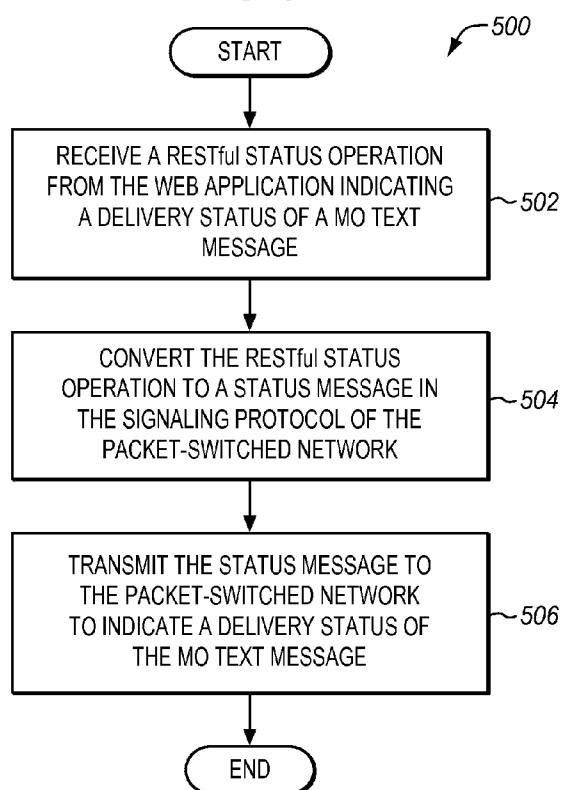 START
500
RECEIVE A RESTful STATUS OPERATION
FROM THE WEB APPLICATION INDICATING
A DELIVERY STATUS OF A MO TEXT
MESSAGE
502
CONVERT THE RESTful STATUS
OPERATION TO A STATUS MESSAGE IN
THE SIGNALING PROTOCOL OF THE
PACKET-SWITCHED NETWORK
504
TRANSMIT THE STATUS MESSAGE TO
THE PACKET-SWITCHED NETWORK
TO INDICATE A DELIVERY STATUS OF
THE MO TEXT MESSAGE
506
END